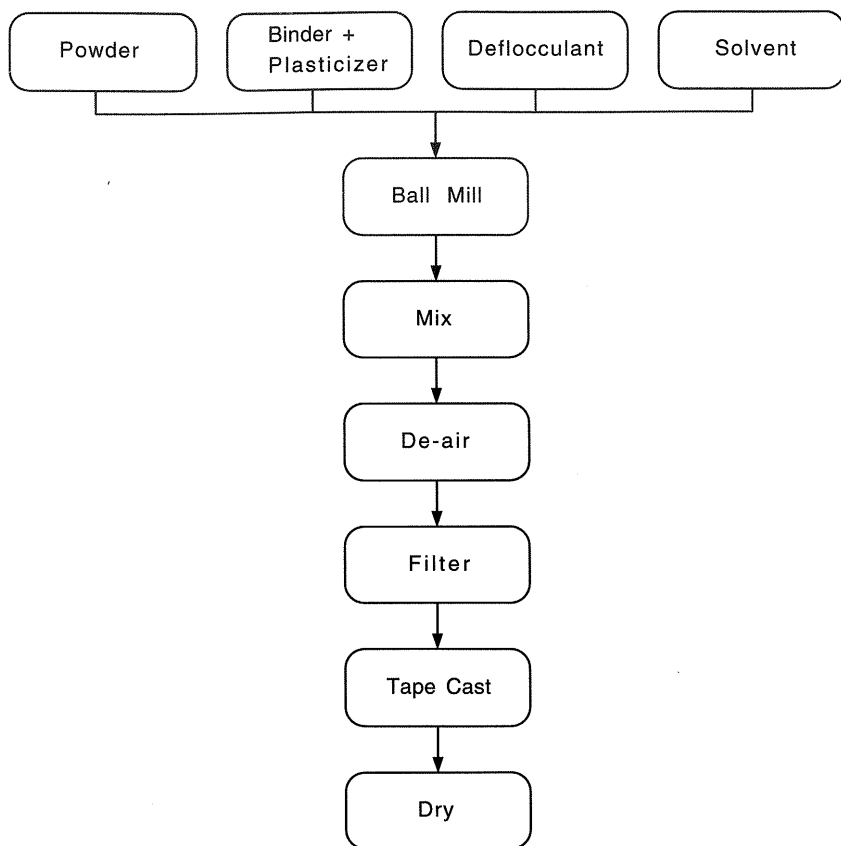 Powder
Binder +
Plasticizer
Deflocculant
Solvent
Ball Mill
Mix
De-air
Filter
Tape Cast
Dry